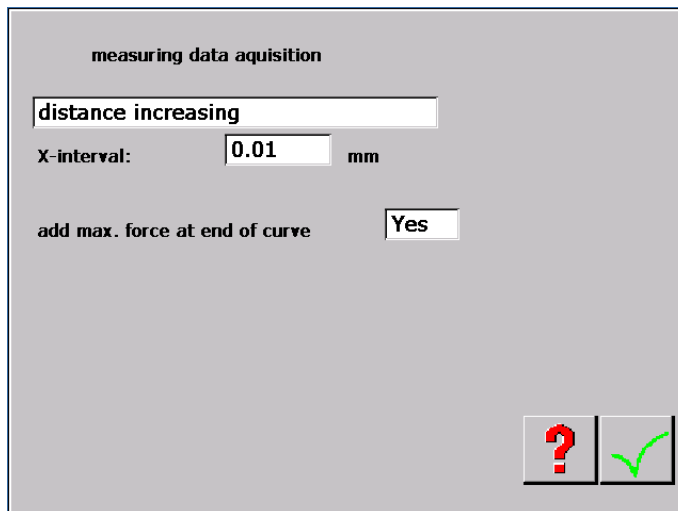 measuring data aquisition
distance increasing
X-interval: 0.01 mm
add max. force at end of curve Yes
?